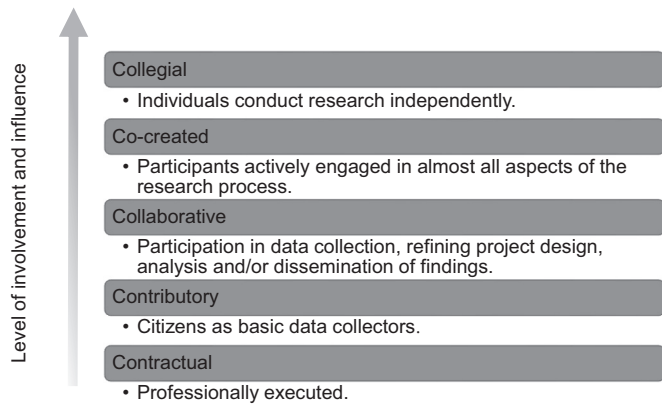 Level of involvement and influence
Collegial
• Individuals conduct research independently.
Co-created
• Participants actively engaged in almost all aspects of the
research process.
Collaborative
• Participation in data collection, refining project design,
analysis and/or dissemination of findings.
Contributory
• Citizens as basic data collectors.
Contractual
• Professionally executed.